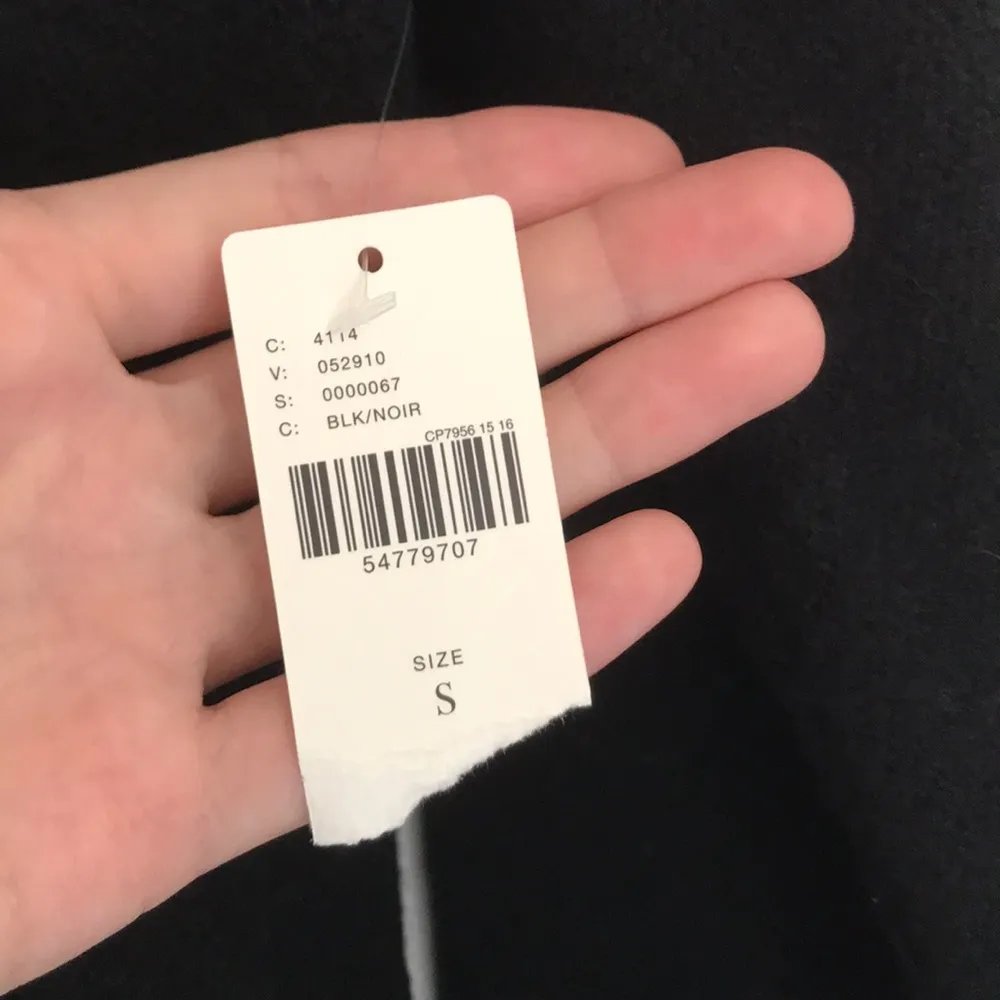 C: 4114
V: 052910
S: 0000067
C: BLK/NOIR
CP7956 15 16
54779707
SIZE
S